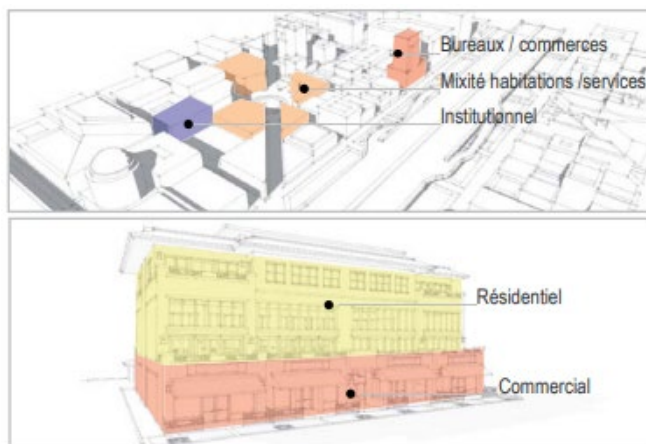 Bureaux / commerces
Mixité habitations /services
Institutionnel
Résidentiel
Commercial